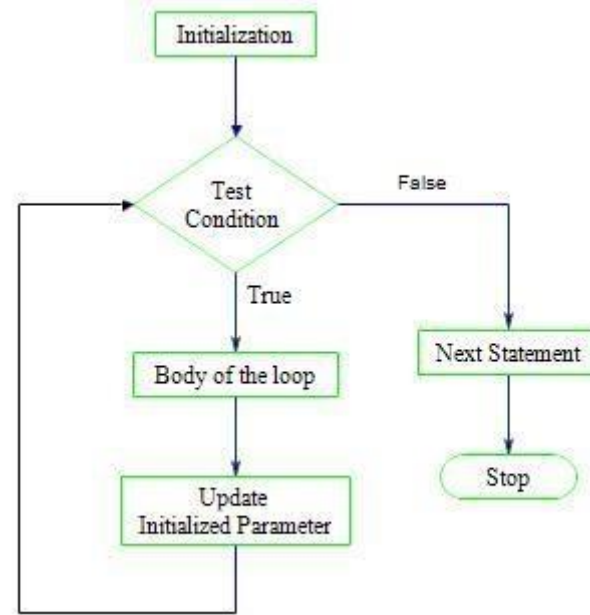 Initialization
Test
Condition
False
True
Body of the loop
Next Statement
Update
Initialized Parameter
Stop